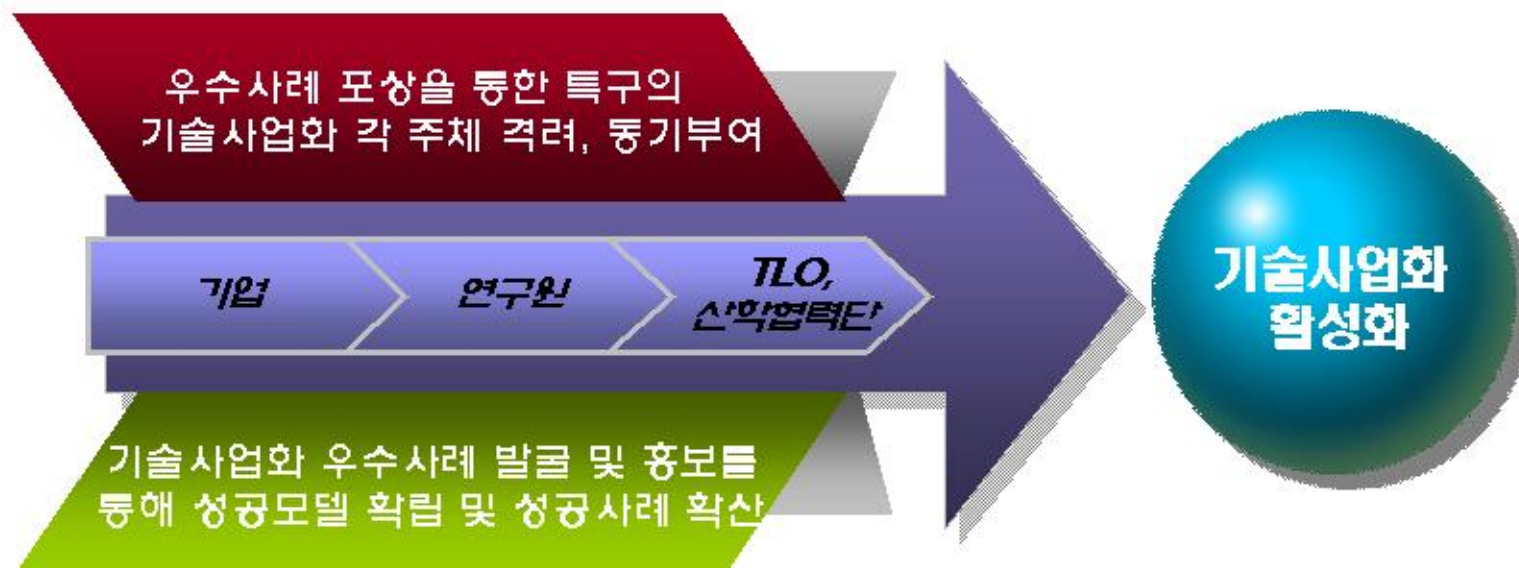 우수사례 포상을 통한 특구의
기술사업화 각 주체 격려, 동기부여
기업
연구원
TLO,
산학협력단
기술사업화
활성화
기술사업화 우수사례 발굴 및 홍보를
통해 성공모델 확립 및 성공사례 확산